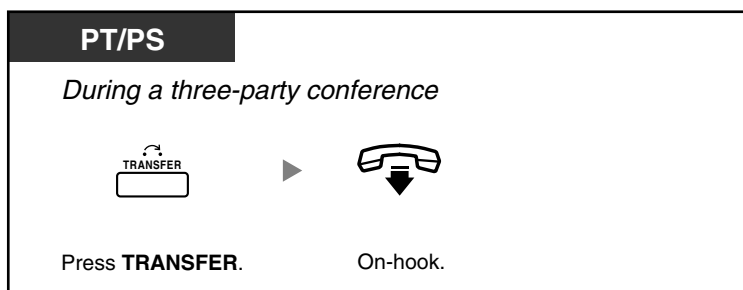 PT/PS
During a three-party conference
TRANSFER
Press TRANSFER.
On-hook.